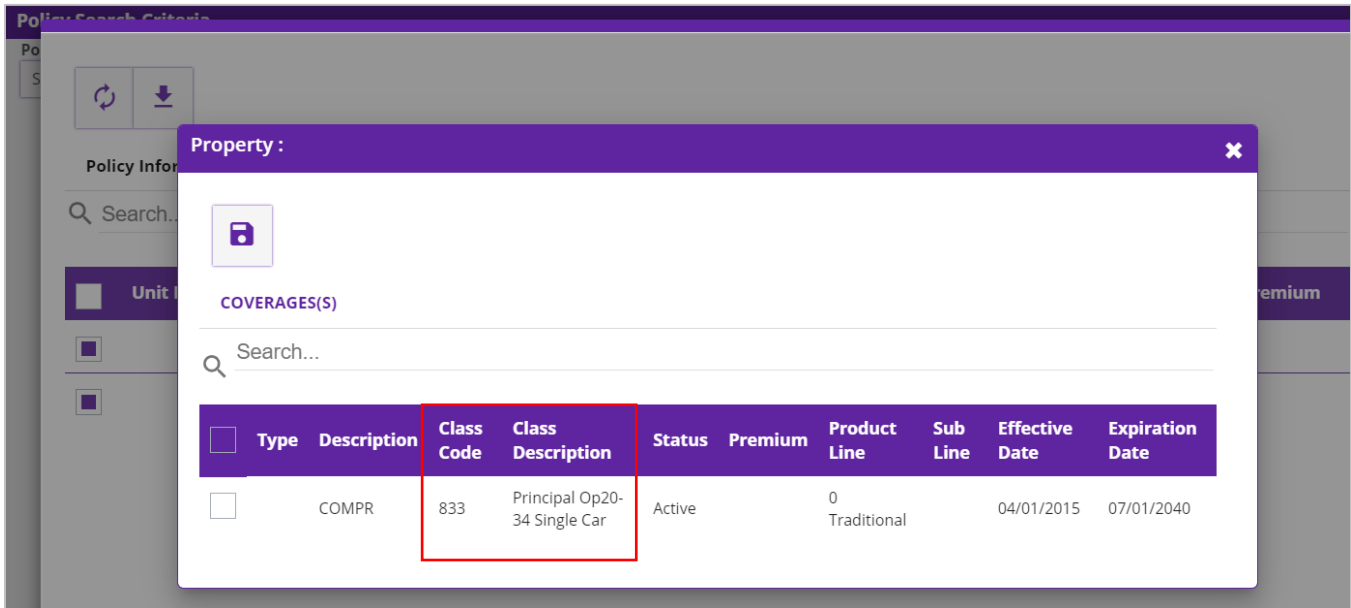 Policy Search Criteria
Po
S
Property :
Policy Infor
Search..
COVERAGES(S)
Unit I
emium
Search...
Type Description Class Code Class Description Status Premium Product Line Sub Line Effective Date Expiration Date
COMPR 833 Principal Op20-34 Single Car Active 0 Traditional 04/01/2015 07/01/2040